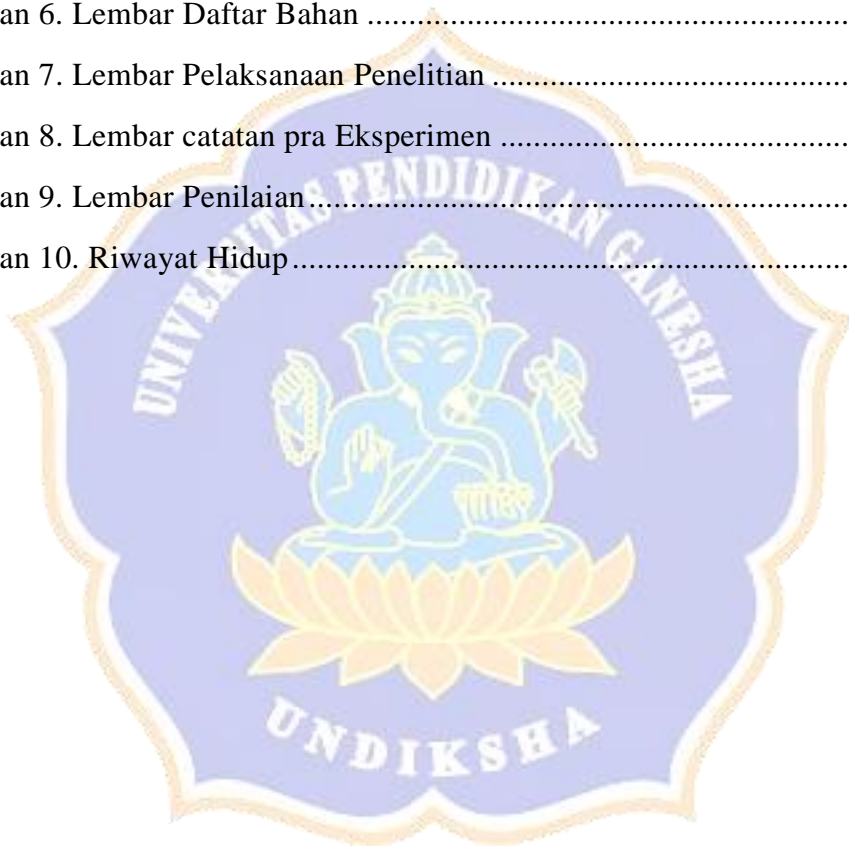 an 6. Lembar Daftar Bahan ................................................
an 7. Lembar Pelaksanaan Penelitian ....................................
an 8. Lembar catatan pra Eksperimen ...................................
an 9. Lembar Penilaian......................................................
an 10. Riwayat Hidup........................................................
UNIVERSITAS PENDIDIKAN GANESHA
UNDIKSHA